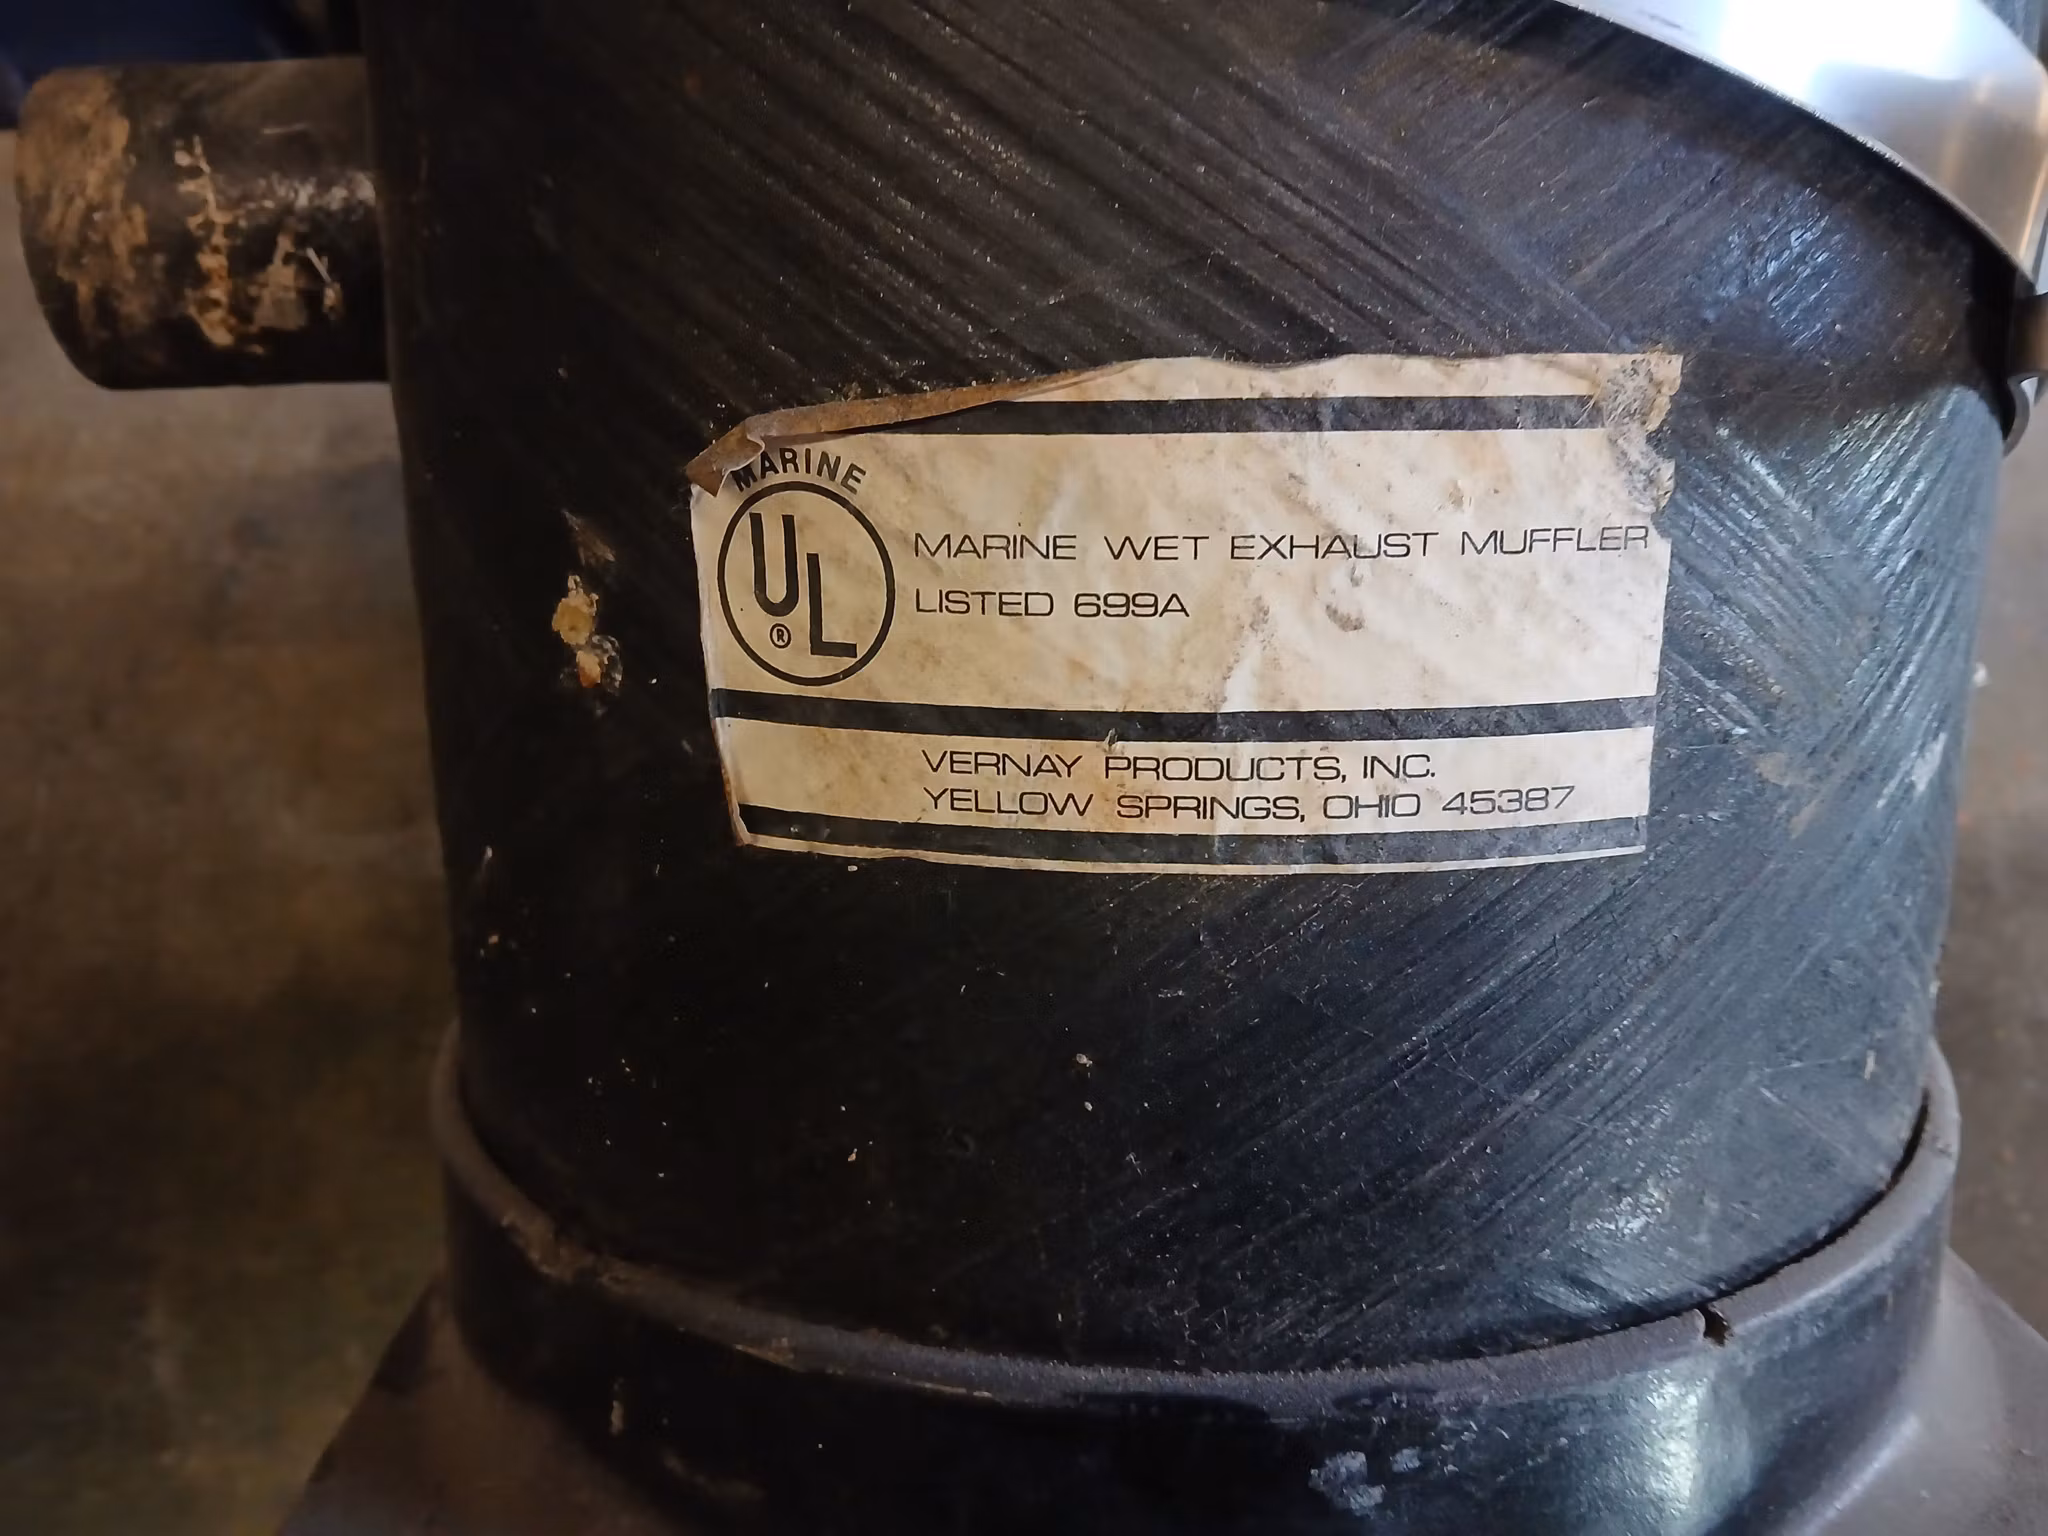 MARINE
UL
®
MARINE WET EXHAUST MUFFLER
LISTED 699A
VERNAY PRODUCTS, INC.
YELLOW SPRINGS, OHIO 45387